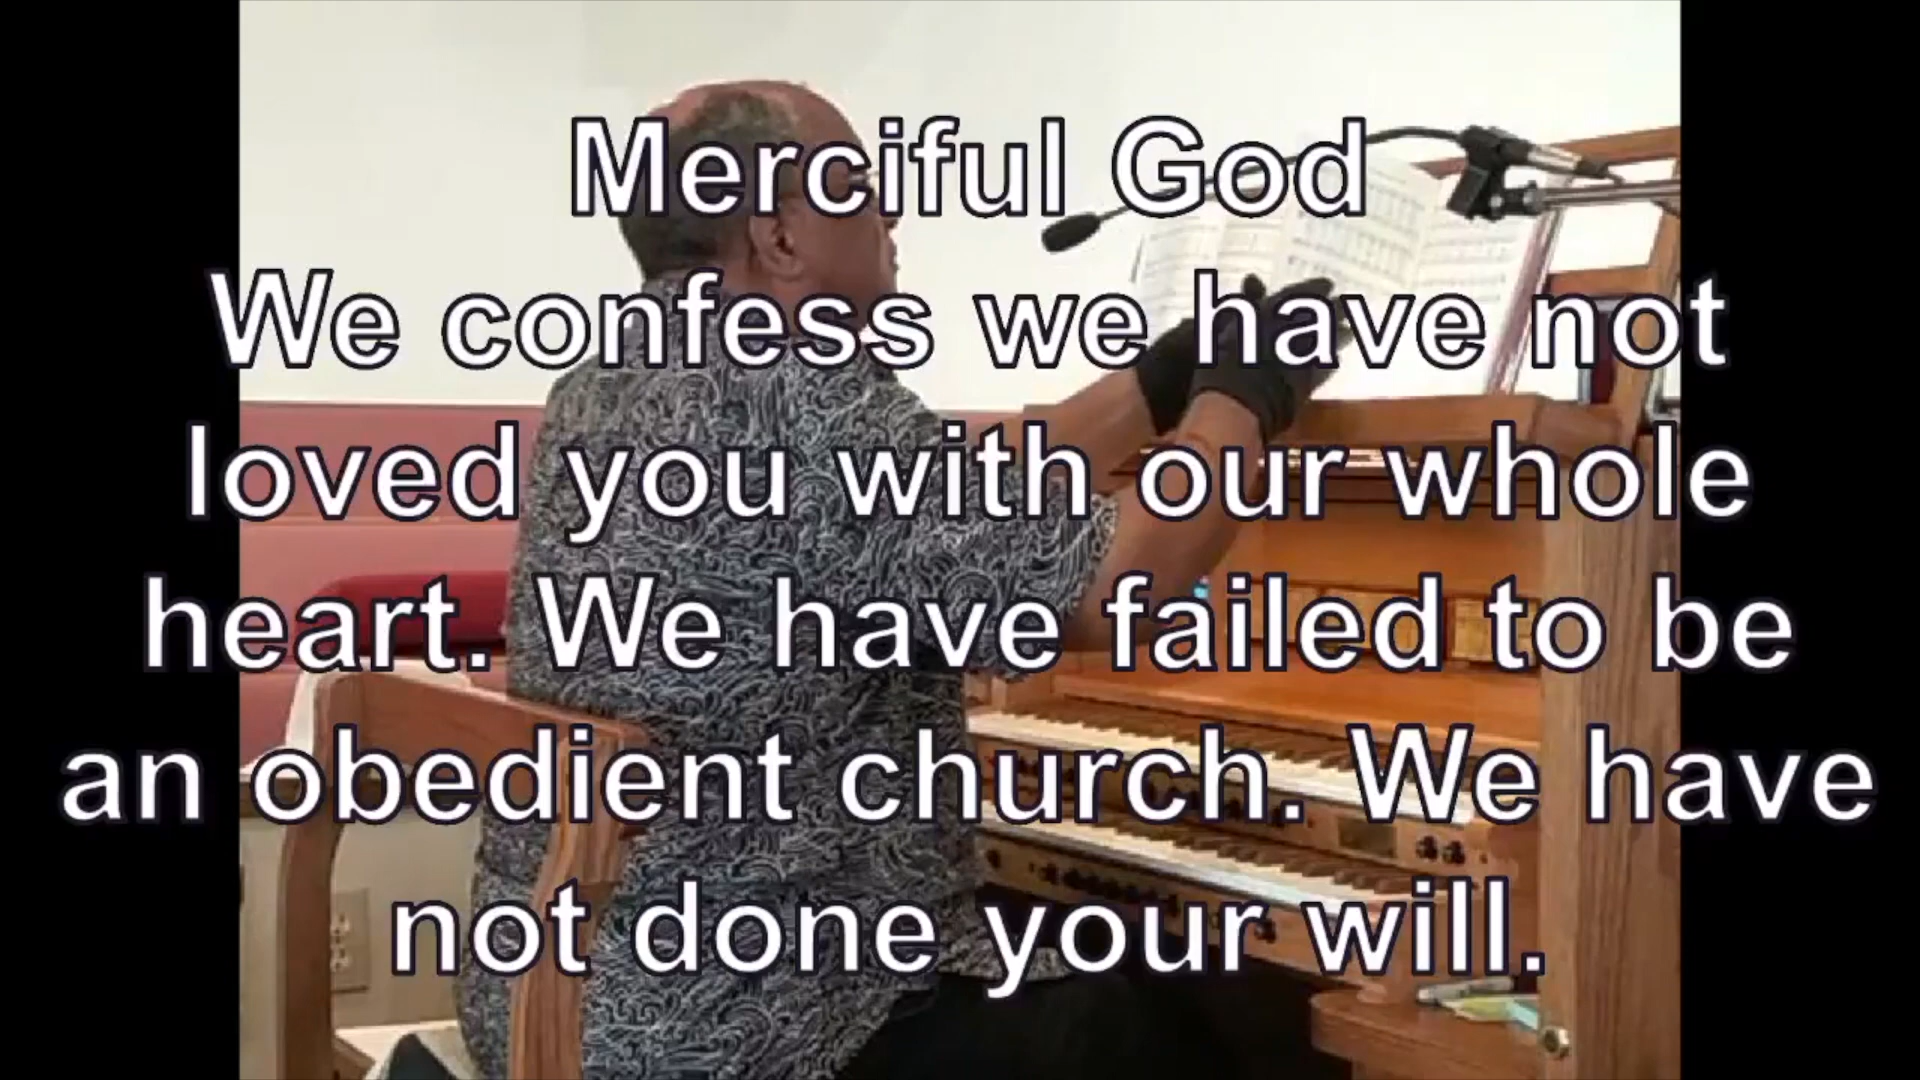 Merciful God
We confess we have not
loved you with our whole
heart. We have failed to be
an obedient church. We have
not done your will.